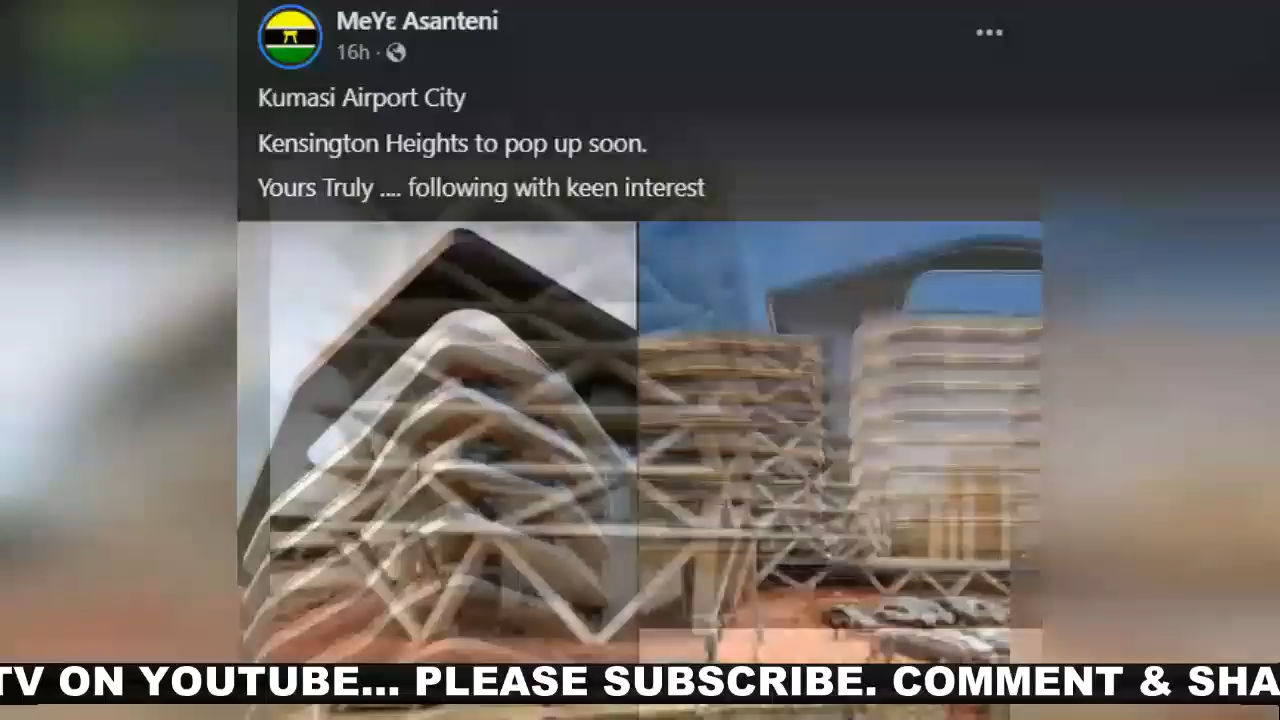 MeYɛ Asanteni
16h ·
Kumasi Airport City
Kensington Heights to pop up soon.
Yours Truly .... following with keen interest
TV ON YOUTUBE... PLEASE SUBSCRIBE. COMMENT & SHA